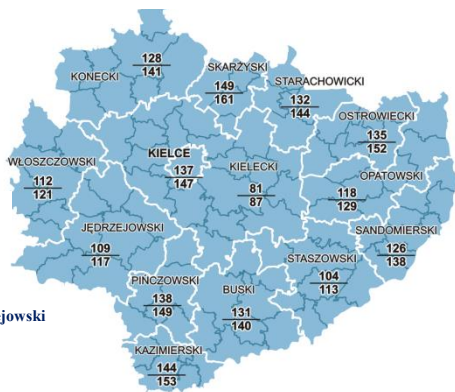 KONECKI
128
141
SKARŻYSKI
149
161
STARACHOWICKI
132
144
OSTROWIECKI
135
152
WŁOSZCZOWSKI
112
121
KIELCE
137
147
KIELECKI
81
87
OPATOWSKI
118
129
JĘDRZEJOWSKI
109
117
SANDOMIERSKI
126
138
STASZOWSKI
104
113
PIŃCZOWSKI
138
149
BUSKI
131
140
ejowski
KAZIMIERSKI
144
153